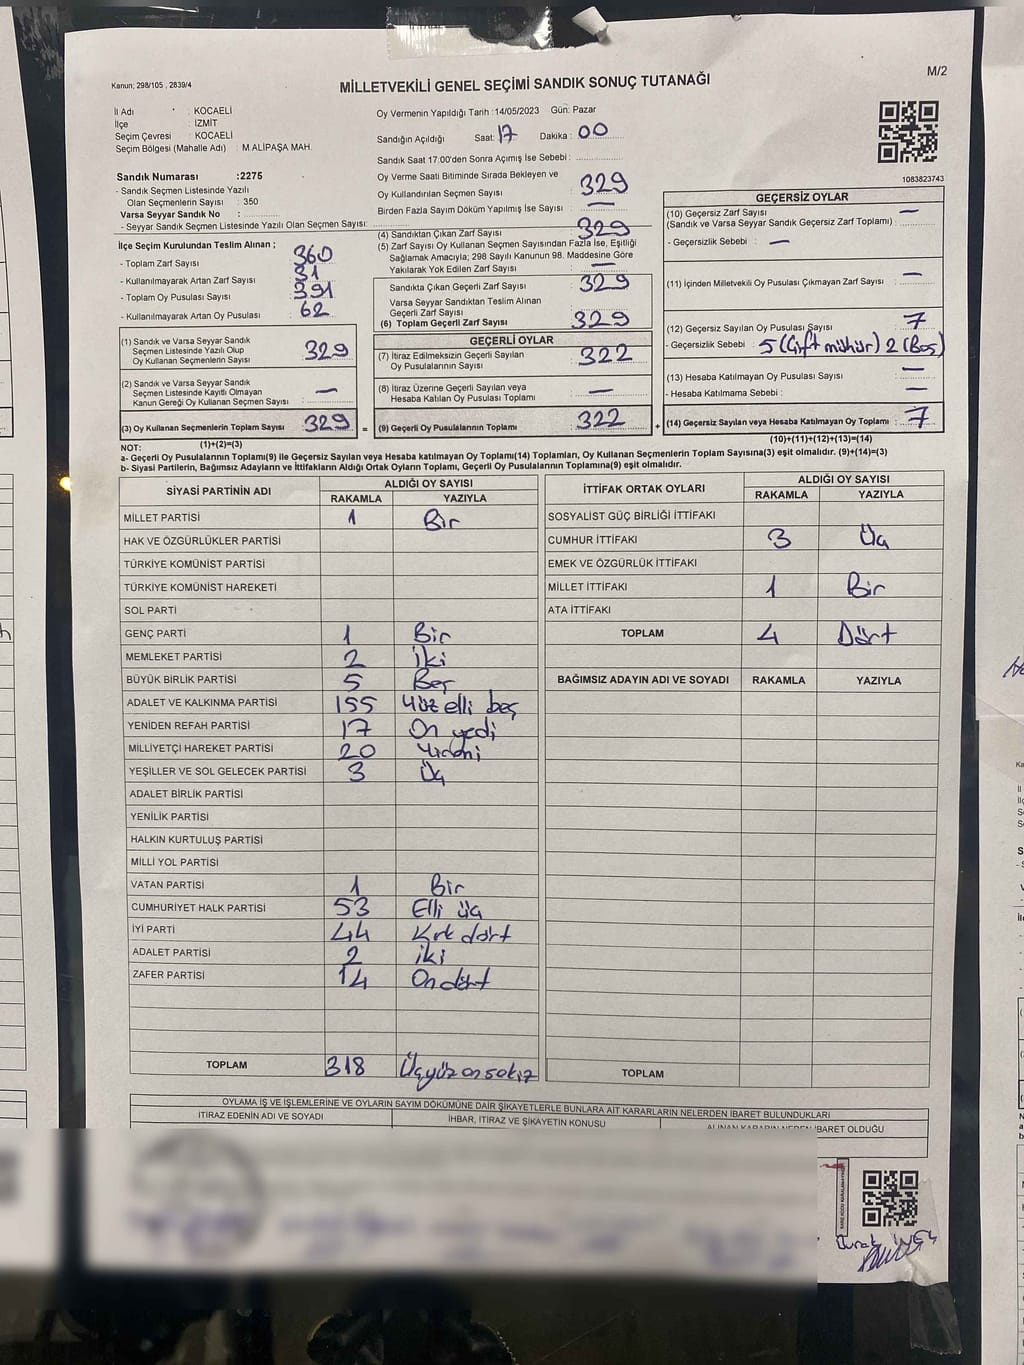 Kanun; 298/105 , 2839/4
MİLLETVEKİLİ GENEL SEÇİMİ SANDIK SONUÇ TUTANAĞI
M/2
İl Adı : KOCAELİ
İlçe : İZMİT
Seçim Çevresi : KOCAELİ
Seçim Bölgesi (Mahalle Adı) : M.ALİPAŞA MAH.
Sandık Numarası :2275
- Sandık Seçmen Listesinde Yazılı
Olan Seçmenlerin Sayısı : 350
Varsa Seyyar Sandık No :
- Seyyar Sandık Seçmen Listesinde Yazılı Olan Seçmen Sayısı:
İlçe Seçim Kurulundan Teslim Alınan ;
- Toplam Zarf Sayısı : 360
- Kullanılmayarak Artan Zarf Sayısı : 31
- Toplam Oy Pusulası Sayısı : 391
- Kullanılmayarak Artan Oy Pusulası : 62
(1) Sandık ve Varsa Seyyar Sandık
Seçmen Listesinde Yazılı Olup
Oy Kullanan Seçmenlerin Sayısı : 329
(2) Sandık ve Varsa Seyyar Sandık
Seçmen Listesinde Kayıtlı Olmayan
Kanun Gereği Oy Kullanan Seçmen Sayısı : —
(3) Oy Kullanan Seçmenlerin Toplam Sayısı : 329 =
(1)+(2)=(3)
Oy Vermenin Yapıldığı Tarih :14/05/2023 Gün: Pazar
Sandığın Açıldığı Saat: 17 Dakika : 00
Sandık Saat 17:00'den Sonra Açımış İse Sebebi :
Oy Verme Saati Bitiminde Sırada Bekleyen ve
Oy Kullandırılan Seçmen Sayısı : 329
Birden Fazla Sayım Döküm Yapılmış İse Sayısı : —
(4) Sandıktan Çıkan Zarf Sayısı : 329
(5) Zarf Sayısı Oy Kullanan Seçmen Sayısından Fazla İse, Eşitliği
Sağlamak Amacıyla; 298 Sayılı Kanunun 98. Maddesine Göre
Yakılarak Yok Edilen Zarf Sayısı : —
Sandıkta Çıkan Geçerli Zarf Sayısı : 329
Varsa Seyyar Sandıktan Teslim Alınan
Geçerli Zarf Sayısı :
(6) Toplam Geçerli Zarf Sayısı : 329
GEÇERLİ OYLAR
(7) İtiraz Edilmeksizin Geçerli Sayılan
Oy Pusulalarının Sayısı : 322
(8) İtiraz Üzerine Geçerli Sayılan veya
Hesaba Katılan Oy Pusulası Toplamı : —
(9) Geçerli Oy Pusulalarının Toplamı : 322 +
1083823743
GEÇERSİZ OYLAR
(10) Geçersiz Zarf Sayısı —
(Sandık ve Varsa Seyyar Sandık Geçersiz Zarf Toplamı) :
- Geçersizlik Sebebi : —
(11) İçinden Milletvekili Oy Pusulası Çıkmayan Zarf Sayısı : —
(12) Geçersiz Sayılan Oy Pusulası Sayısı : 7
- Geçersizlik Sebebi : 5 (Çift mühür) 2 (Boş)
(13) Hesaba Katılmayan Oy Pusulası Sayısı : —
- Hesaba Katılmama Sebebi : —
(14) Geçersiz Sayılan veya Hesaba Katılmayan Oy Toplamı : 7
(10)+(11)+(12)+(13)=(14)
NOT:
a- Geçerli Oy Pusulasının Toplamı(9) ile Geçersiz Sayılan veya Hesaba katılmayan Oy Toplamı(14) Toplamları, Oy Kullanan Seçmenlerin Toplam Sayısına(3) eşit olmalıdır. (9)+(14)=(3)
b- Siyasi Partilerin, Bağımsız Adayların ve İttifakların Aldığı Ortak Oyların Toplamı, Geçerli Oy Pusulalarının Toplamına(9) eşit olmalıdır.
SİYASİ PARTİNİN ADI ALDIĞI OY SAYISI
RAKAMLA YAZIYLA
MİLLET PARTİSİ 1 Bir
HAK VE ÖZGÜRLÜKLER PARTİSİ
TÜRKİYE KOMÜNİST PARTİSİ
TÜRKİYE KOMÜNİST HAREKETİ
SOL PARTİ
GENÇ PARTİ 1 Bir
MEMLEKET PARTİSİ 2 İki
BÜYÜK BİRLİK PARTİSİ 5 Beş
ADALET VE KALKINMA PARTİSİ 155 Yüz elli beş
YENİDEN REFAH PARTİSİ 17 On yedi
MİLLİYETÇİ HAREKET PARTİSİ 20 Yirmi
YEŞİLLER VE SOL GELECEK PARTİSİ 3 Üç
ADALET BİRLİK PARTİSİ
YENİLİK PARTİSİ
HALKIN KURTULUŞ PARTİSİ
MİLLİ YOL PARTİSİ
VATAN PARTİSİ 1 Bir
CUMHURİYET HALK PARTİSİ 53 Elli üç
İYİ PARTİ 44 Kırk dört
ADALET PARTİSİ 2 iki
ZAFER PARTİSİ 14 On dört
TOPLAM 318 Üçyüz onsekiz
İTTİFAK ORTAK OYLARI ALDIĞI OY SAYISI
RAKAMLA YAZIYLA
SOSYALİST GÜÇ BİRLİĞİ İTTİFAKI
CUMHUR İTTİFAKI 3 Üç
EMEK VE ÖZGÜRLÜK İTTİFAKI
MİLLET İTTİFAKI 1 Bir
ATA İTTİFAKI
TOPLAM 4 Dört
BAĞIMSIZ ADAYIN ADI VE SOYADI RAKAMLA YAZIYLA
TOPLAM
OYLAMA İŞ VE İŞLEMLERİNE VE OYLARIN SAYIM DÖKÜMÜNE DAİR ŞİKAYETLERLE BUNLARA AİT KARARLARIN NELERDEN İBARET BULUNDUKLARI
İTİRAZ EDENİN ADI VE SOYADI İHBAR, İTİRAZ VE ŞİKAYETİN KONUSU ALINAN KARARIN NEDEN İBARET OLDUĞU
Burak